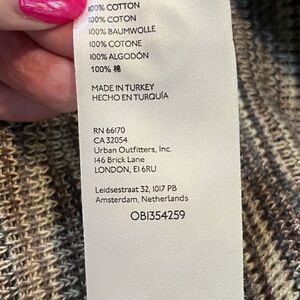 100% COTTON
100% COTON
100% BAUMWOLLE
100% COTONE
100% ALGODÓN
100% 棉
MADE IN TURKEY
HECHO EN TURQUÍA
RN 66170
CA 32054
Urban Outfitters, Inc.
146 Brick Lane
LONDON, E1 6RU
Leidsestraat 32, 1017 PB
Amsterdam, Netherlands
OB1354259